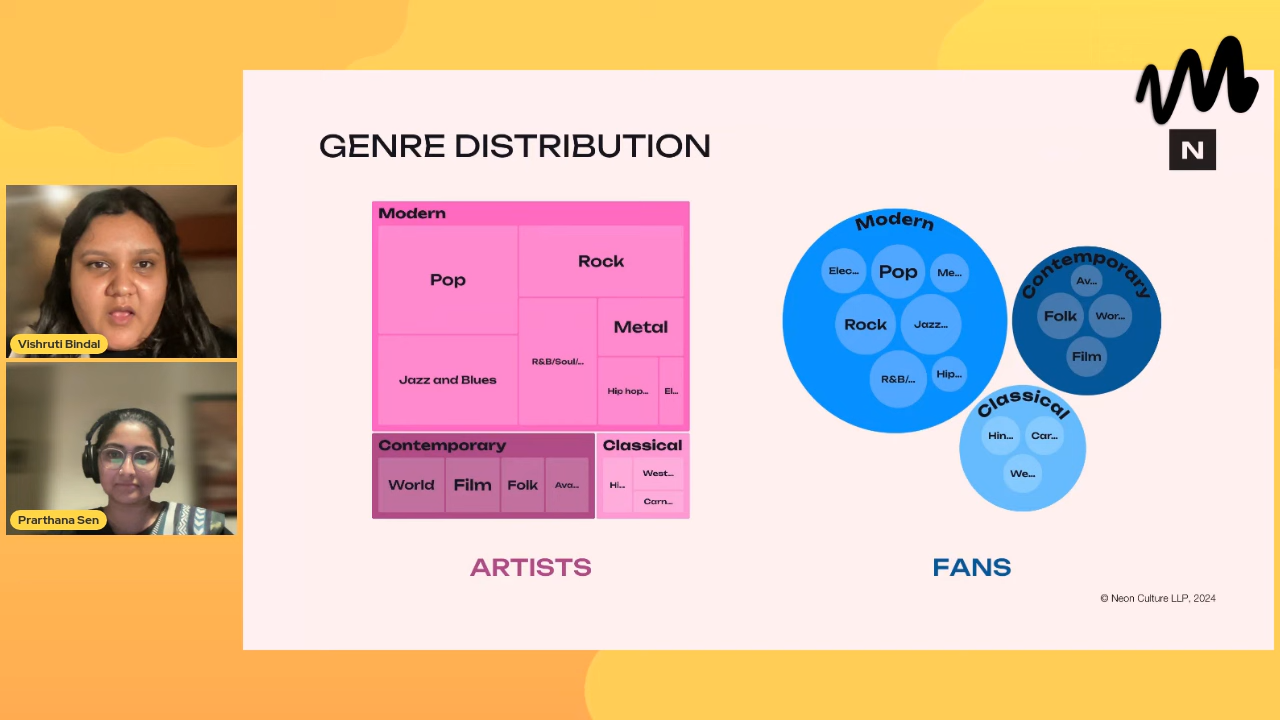 N
GENRE DISTRIBUTION
Modern
Pop
Rock
Metal
R&B/Soul/...
Jazz and Blues
Hip hop...
El...
Contemporary
World
Film
Folk
Ava...
Classical
Hi...
West...
Carn...
ARTISTS
Modern
Elec...
Pop
Me...
Rock
Jazz...
R&B/...
Hip...
Contemporary
Av...
Folk
Wor...
Film
Classical
Hin...
Car...
We...
FANS
© Neon Culture LLP, 2024
Vishruti Bindal
Prarthana Sen